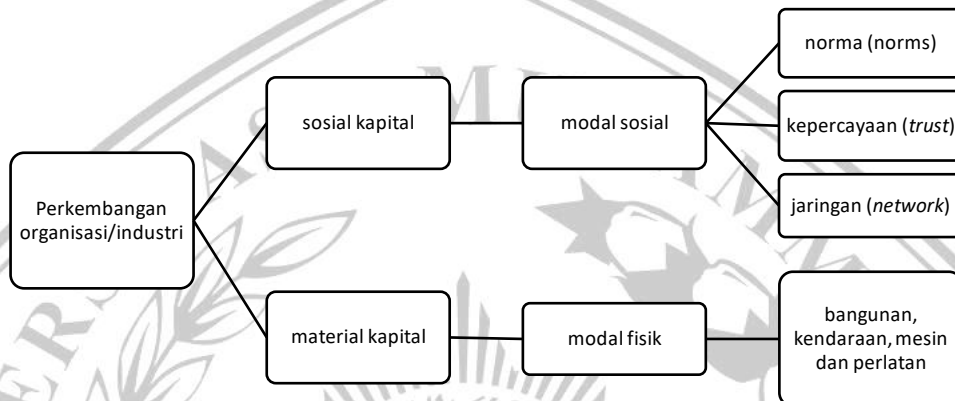 norma (norms)
sosial kapital
modal sosial
kepercayaan (trust)
Perkembangan
organisasi/industri
jaringan (network)
material kapital
modal fisik
bangunan,
kendaraan, mesin
dan perlatan